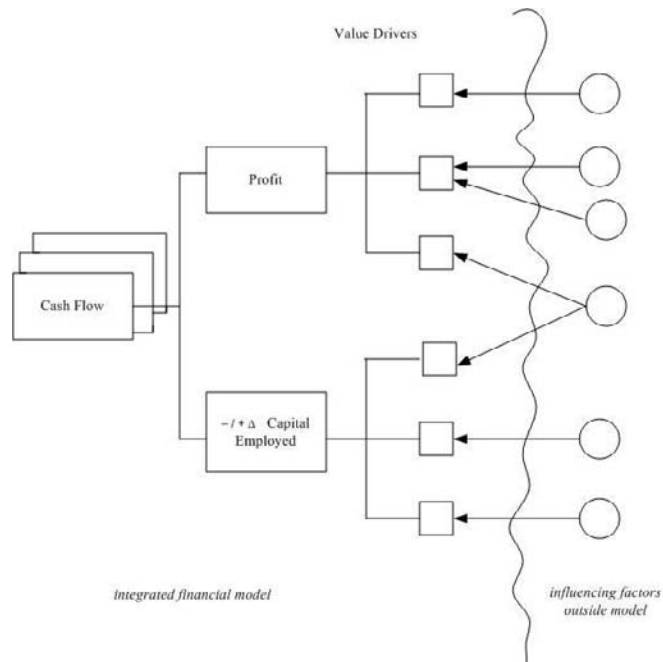 Value Drivers
Profit
Cash Flow
− / + Δ Capital
Employed
integrated financial model
influencing factors
outside model